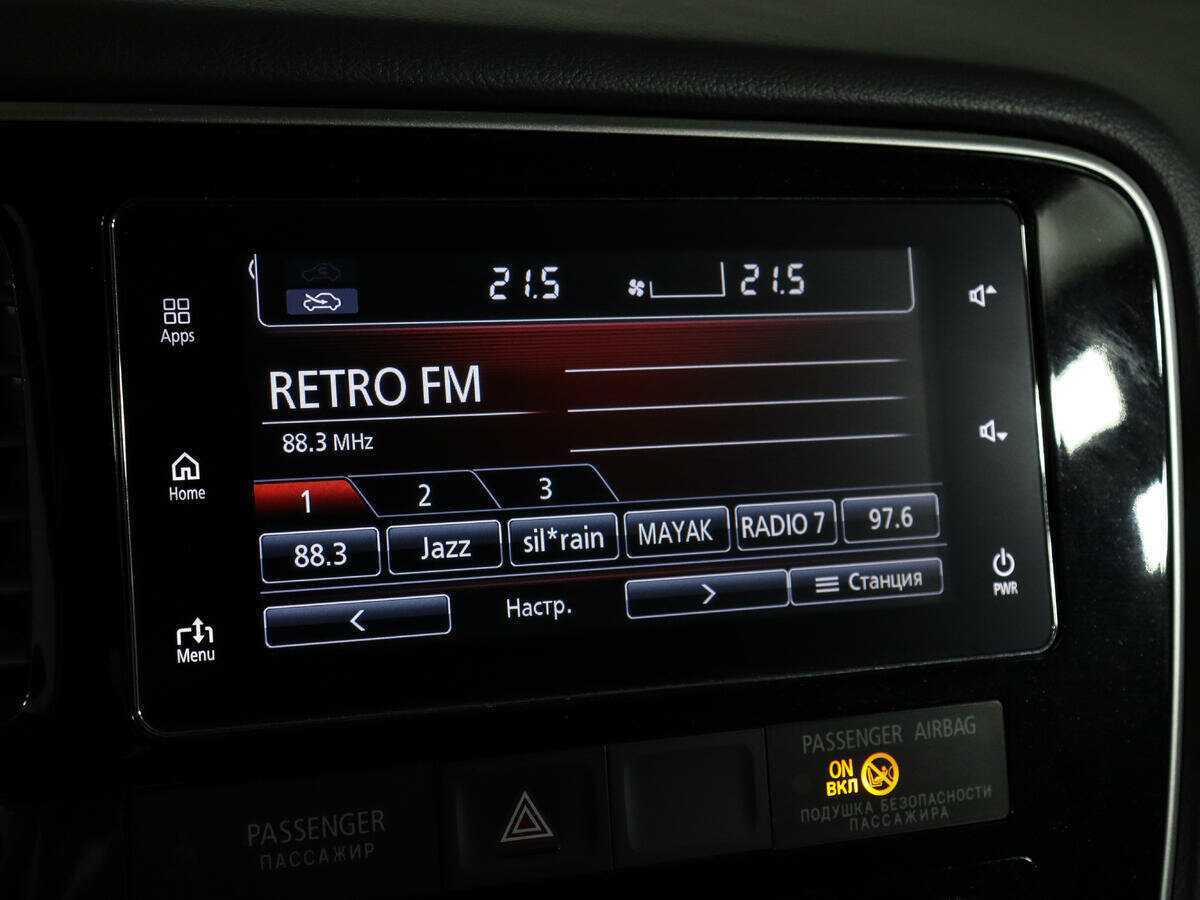 21.5 21.5
Apps
RETRO FM
88.3 MHz
Home
1 2 3
88.3 Jazz sil*rain MAYAK RADIO 7 97.6
< Настр. > Станция
PWR
Menu
PASSENGER AIRBAG
ON
ВКЛ
ПОДУШКА БЕЗОПАСНОСТИ
ПАССАЖИРА
PASSENGER
ПАССАЖИР